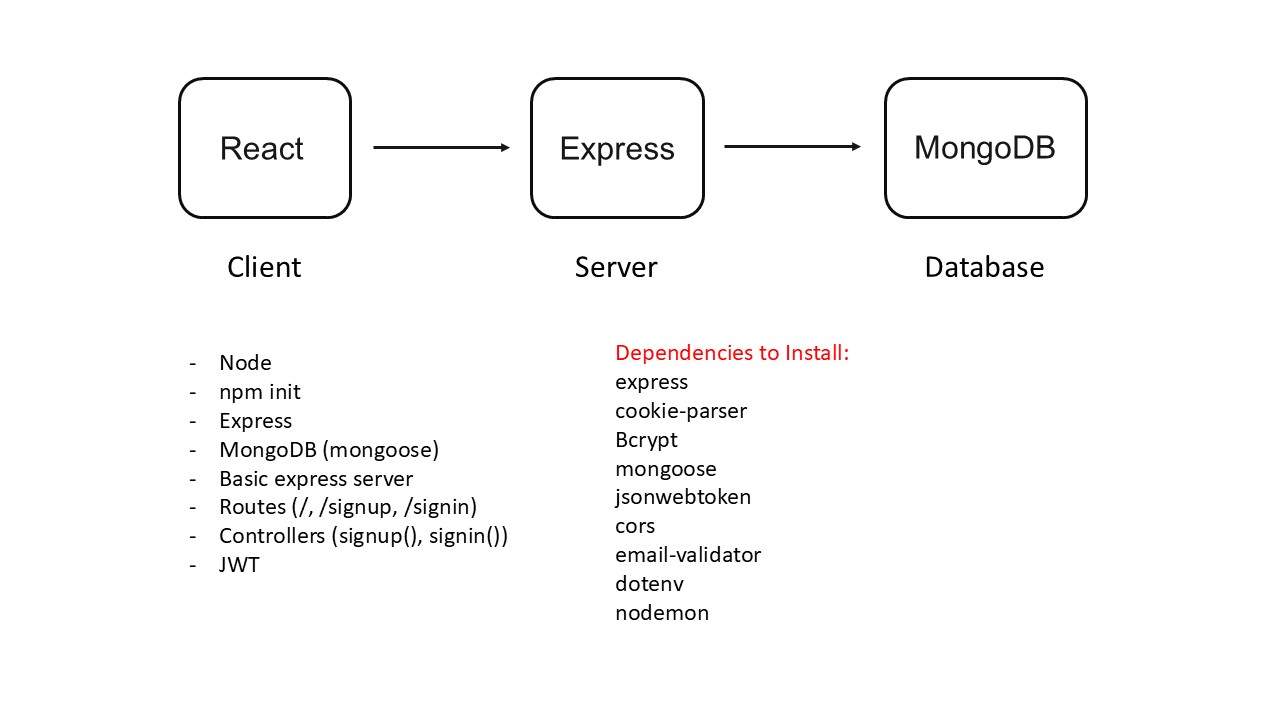 React
Express
MongoDB
Client
Server
Database
- Node
- npm init
- Express
- MongoDB (mongoose)
- Basic express server
- Routes (/, /signup, /signin)
- Controllers (signup(), signin())
- JWT
Dependencies to Install:
express
cookie-parser
Bcrypt
mongoose
jsonwebtoken
cors
email-validator
dotenv
nodemon